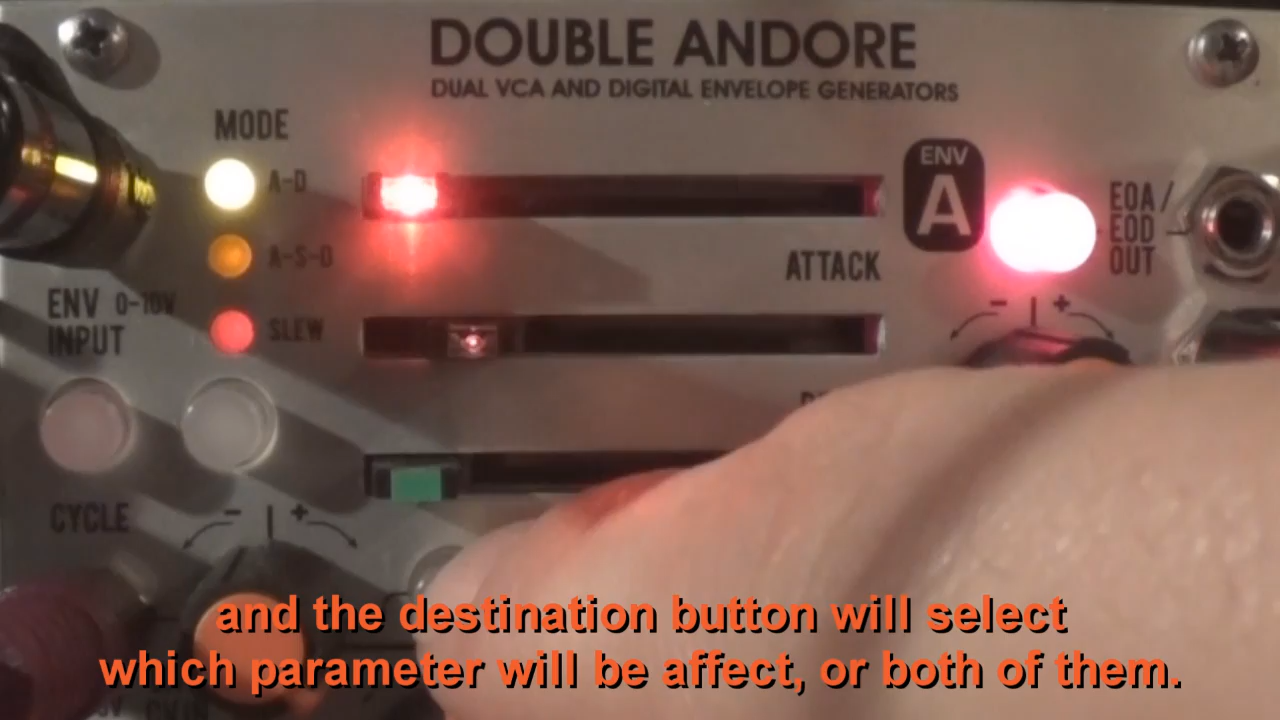 DOUBLE ANDORE
DUAL VCA AND DIGITAL ENVELOPE GENERATORS
MODE
A-D
A-S-D
SLEW
ENV 0-10V
INPUT
ENV
A
EOA /
EOD
OUT
ATTACK
- | +
CYCLE
- | +
and the destination button will select
which parameter will be affect, or both of them.